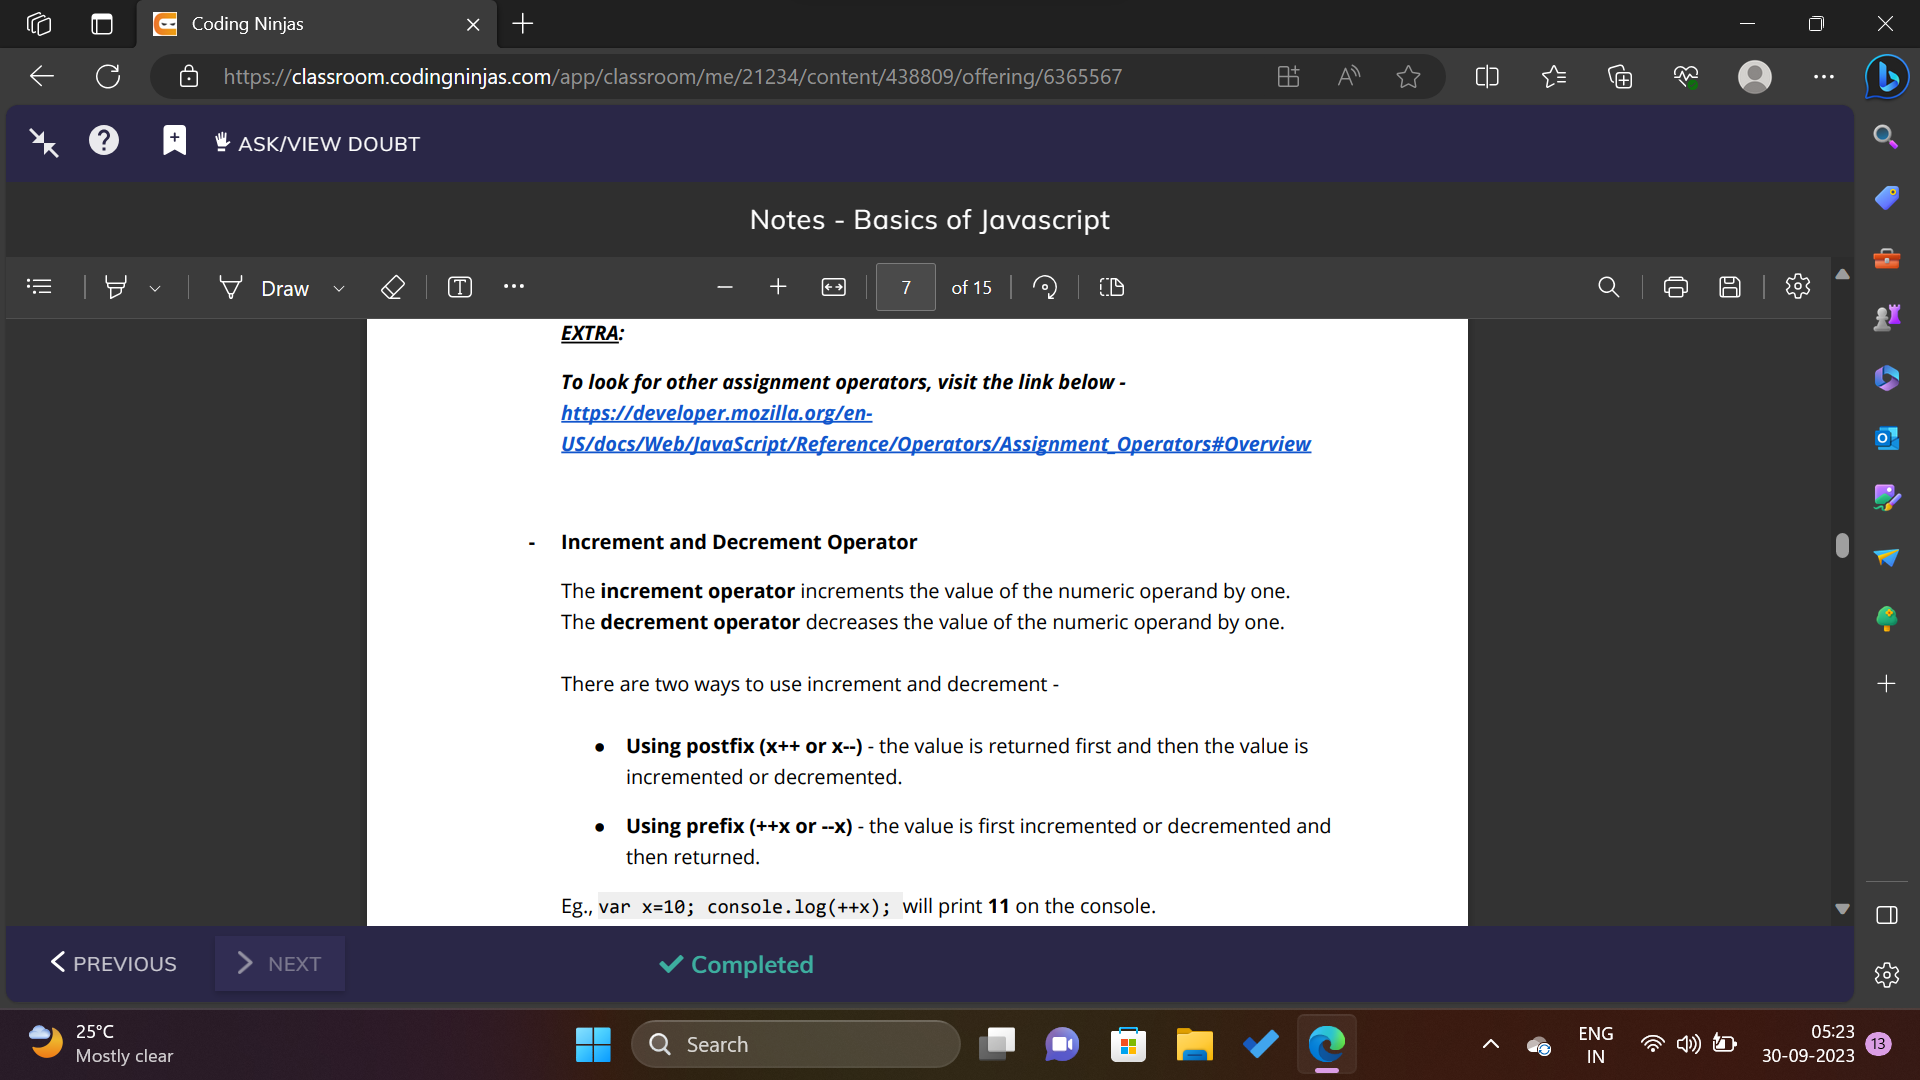 Coding Ninjas
https://classroom.codingninjas.com/app/classroom/me/21234/content/438809/offering/6365567
ASK/VIEW DOUBT
Notes - Basics of Javascript
Draw
7 of 15
EXTRA:
To look for other assignment operators, visit the link below -
https://developer.mozilla.org/en-
US/docs/Web/JavaScript/Reference/Operators/Assignment_Operators#Overview
- Increment and Decrement Operator
The increment operator increments the value of the numeric operand by one.
The decrement operator decreases the value of the numeric operand by one.
There are two ways to use increment and decrement -
● Using postfix (x++ or x--) - the value is returned first and then the value is
incremented or decremented.
● Using prefix (++x or --x) - the value is first incremented or decremented and
then returned.
Eg., var x=10; console.log(++x); will print 11 on the console.
PREVIOUS
NEXT
Completed
25°C
Mostly clear
Search
ENG
IN
05:23
30-09-2023
13